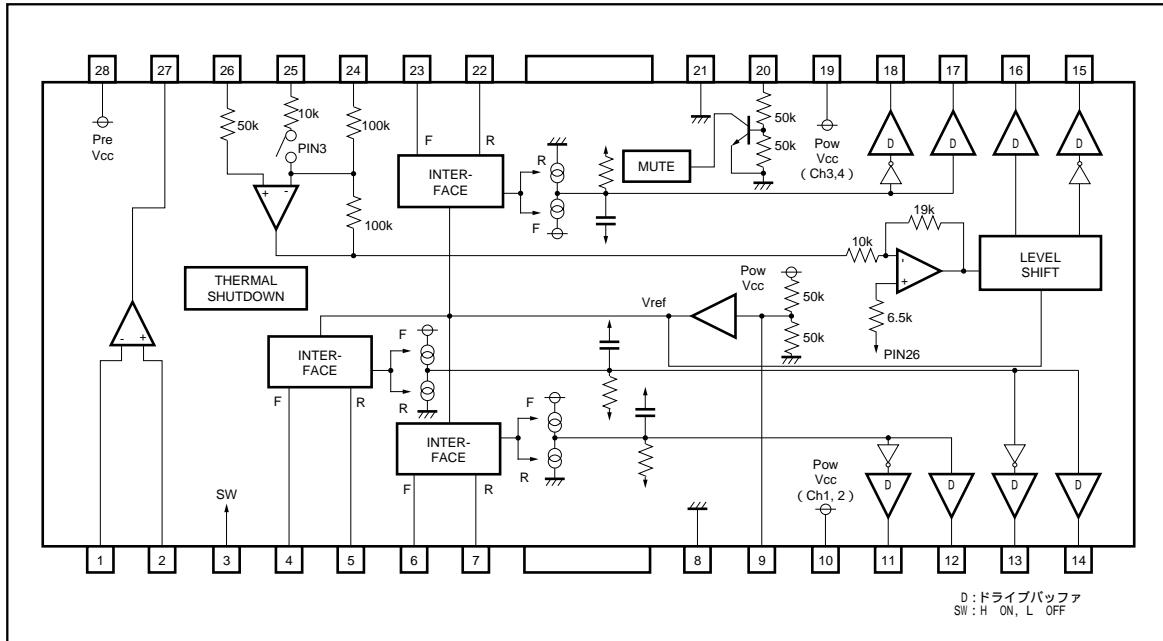 28 27 26 25 24 23 22 21 20 19 18 17 16 15
Pre
Vcc
50k
10k
PIN3
100k
100k
F
R
INTER-
FACE
R
F
MUTE
50k
50k
Pow
Vcc
( Ch3,4 )
D
D
D
D
+ -
THERMAL
SHUTDOWN
10k
19k
-
+
6.5k
PIN26
LEVEL
SHIFT
Pow
Vcc
50k
50k
Vref
- +
INTER-
FACE
F
R
F
R
INTER-
FACE
F
R
F
R
SW
Pow
Vcc
( Ch1, 2 )
D
D
D
D
1 2 3 4 5 6 7 8 9 10 11 12 13 14
D : ドライブバッファ
SW : H ON, L OFF